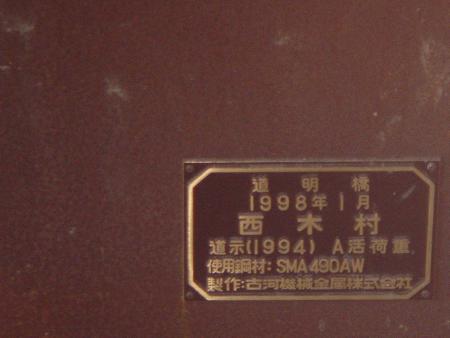 道明橋
1998年1月
西木村
道示(1994) A活荷重
使用鋼材:SMA490AW
製作:古河機械金属株式会社